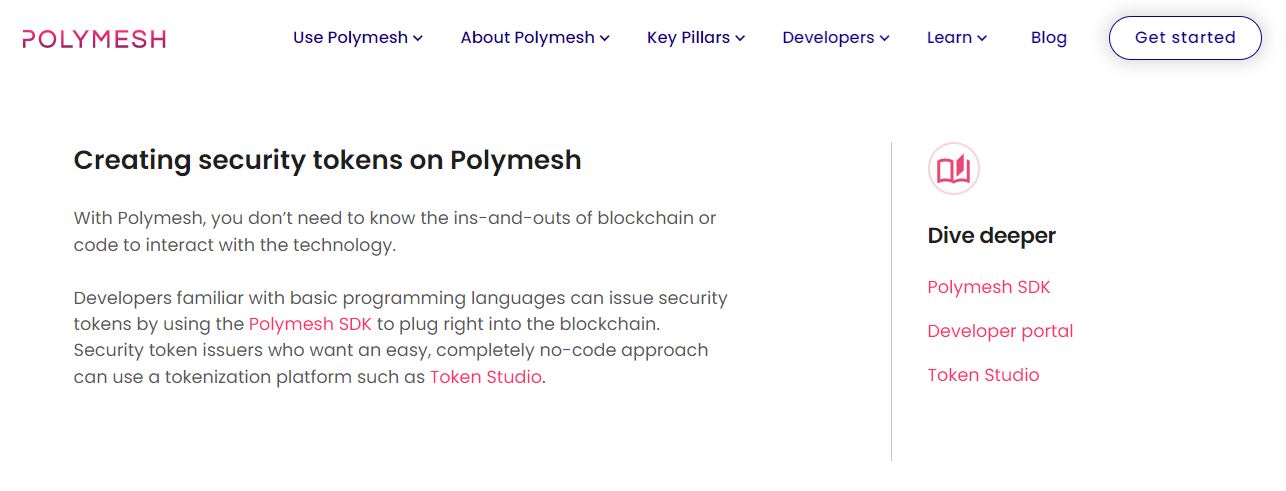 POLYMESH
Use Polymesh
About Polymesh
Key Pillars
Developers
Learn
Blog
Get started
Creating security tokens on Polymesh
With Polymesh, you don’t need to know the ins-and-outs of blockchain or
code to interact with the technology.
Developers familiar with basic programming languages can issue security
tokens by using the Polymesh SDK to plug right into the blockchain.
Security token issuers who want an easy, completely no-code approach
can use a tokenization platform such as Token Studio.
Dive deeper
Polymesh SDK
Developer portal
Token Studio